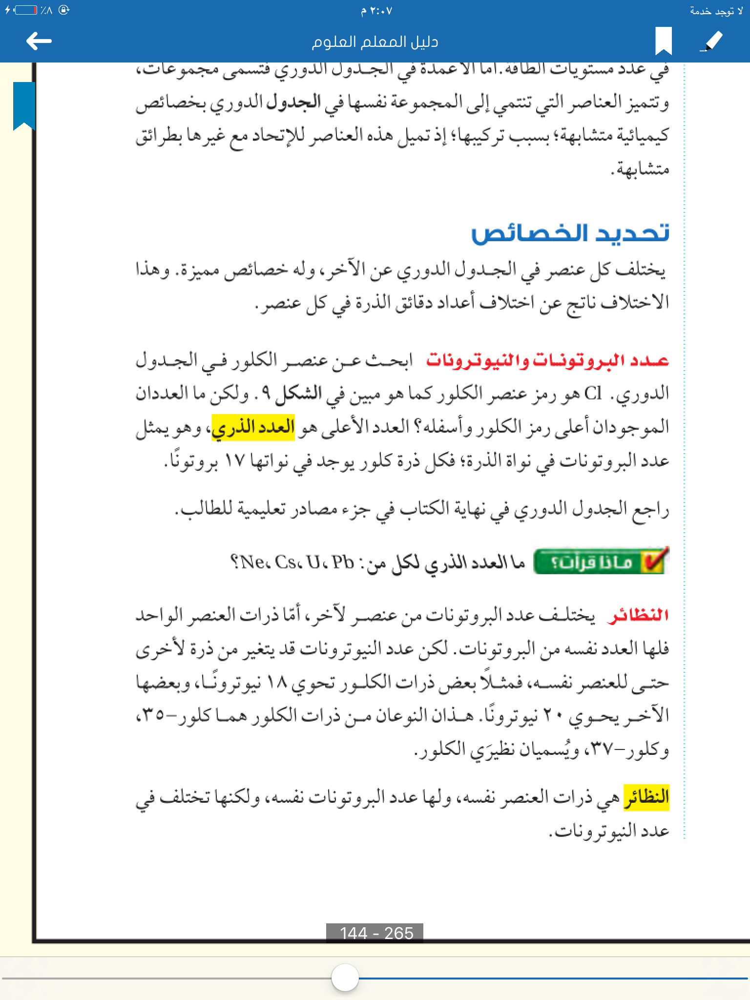 لا توجد خدمة
٢:٠٧ م
٪٨
دليل المعلم العلوم
في عدد مستويات الطاقة. أما الأعمدة في الجدول الدوري فتسمى مجموعات،
وتتميز العناصر التي تنتمي إلى المجموعة نفسها في الجدول الدوري بخصائص
كيميائية متشابهة؛ بسبب تركيبها؛ إذ تميل هذه العناصر للإتحاد مع غيرها بطرائق
متشابهة.
تحديد الخصائص
يختلف كل عنصر في الجدول الدوري عن الآخر، وله خصائص مميزة. وهذا
الاختلاف ناتج عن اختلاف أعداد دقائق الذرة في كل عنصر.
عدد البروتونات والنيوترونات ابحث عن عنصر الكلور في الجدول
الدوري. Cl هو رمز عنصر الكلور كما هو مبين في الشكل ٩. ولكن ما العددان
الموجودان أعلى رمز الكلور وأسفله؟ العدد الأعلى هو العدد الذري، وهو يمثل
عدد البروتونات في نواة الذرة؛ فكل ذرة كلور يوجد في نواتها ١٧ بروتونًا.
راجع الجدول الدوري في نهاية الكتاب في جزء مصادر تعليمية للطالب.
ماذا قرأت؟ ما العدد الذري لكل من: Ne، Cs، U، Pb؟
النظائر يختلف عدد البروتونات من عنصر لآخر، أمّا ذرات العنصر الواحد
فلها العدد نفسه من البروتونات. لكن عدد النيوترونات قد يتغير من ذرة لأخرى
حتى للعنصر نفسه، فمثلًا بعض ذرات الكلور تحوي ١٨ نيوترونًا، وبعضها
الآخر يحوي ٢٠ نيوترونًا. هذان النوعان من ذرات الكلور هما كلور-٣٥،
وكلور-٣٧، ويُسميان نظيرَي الكلور.
النظائر هي ذرات العنصر نفسه، ولها عدد البروتونات نفسه، ولكنها تختلف في
عدد النيوترونات.
144 - 265